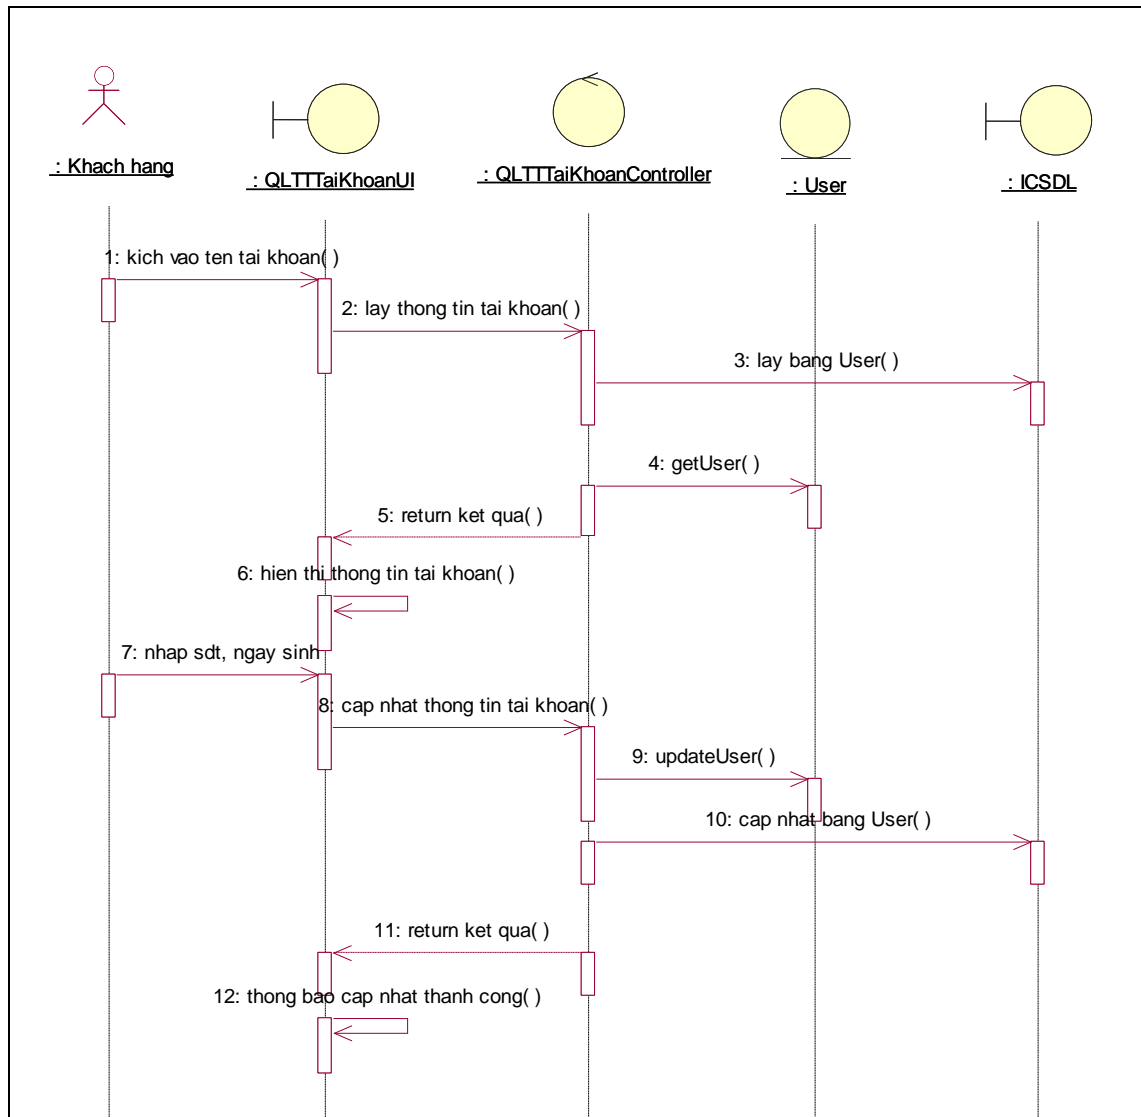 : Khach hang
: QLTTTaiKhoanUI
: QLTTTaiKhoanController
: User
: ICSDL
1: kich vao ten tai khoan( )
2: lay thong tin tai khoan( )
3: lay bang User( )
4: getUser( )
5: return ket qua( )
6: hien thi thong tin tai khoan( )
7: nhap sdt, ngay sinh
8: cap nhat thong tin tai khoan( )
9: updateUser( )
10: cap nhat bang User( )
11: return ket qua( )
12: thong bao cap nhat thanh cong( )